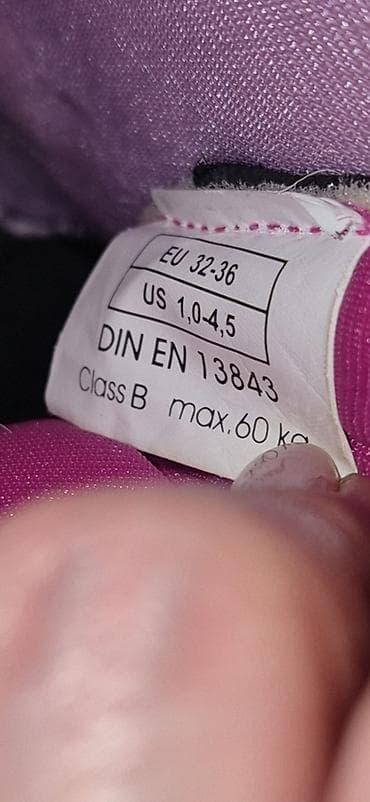 EU 32-36
US 1,0-4,5
DIN EN 13843
Class B max.60 kg